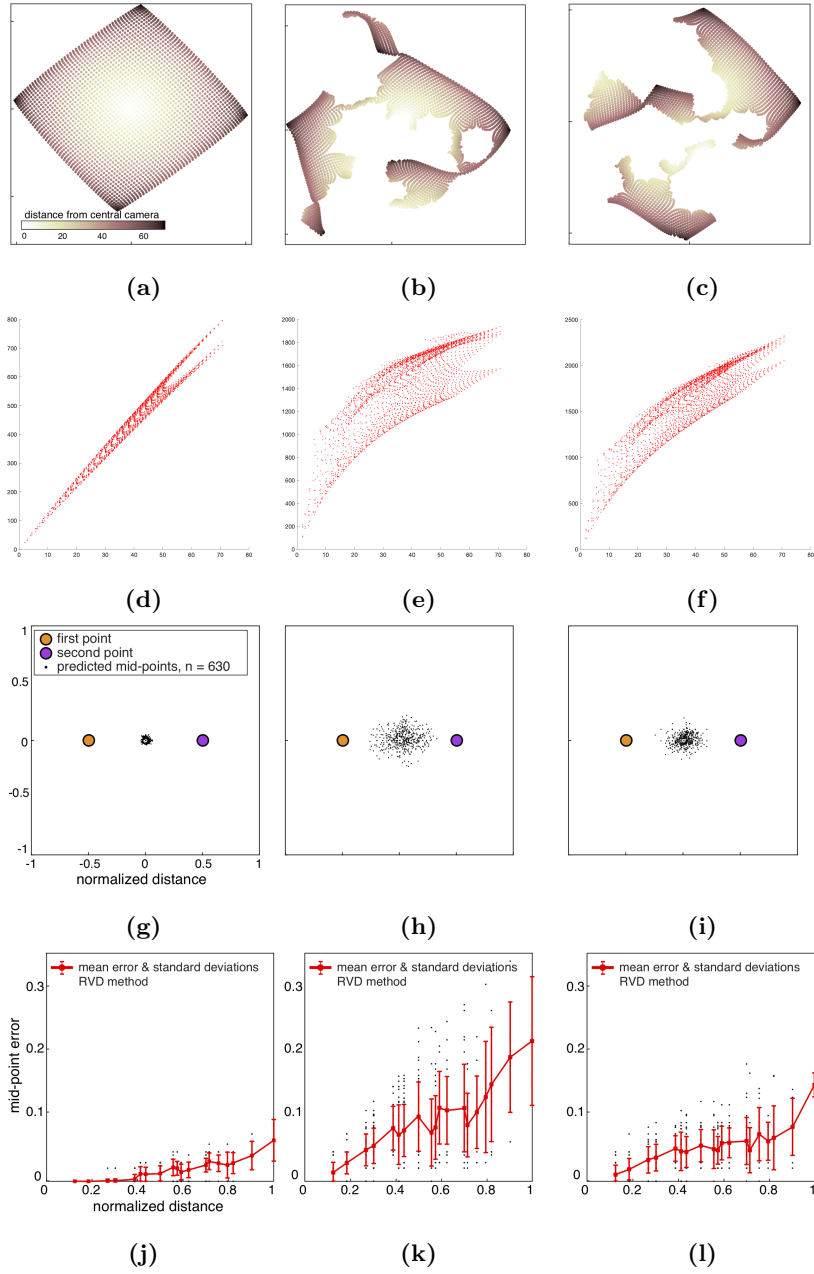 distance from central camera
0 20 40 60
(a) (b) (c)
800
700
600
500
400
300
200
100
0
0 10 20 30 40 50 60 70 80
2000
1800
1600
1400
1200
1000
800
600
400
200
0
0 10 20 30 40 50 60 70 80
2500
2000
1500
1000
500
0
0 10 20 30 40 50 60 70 80
(d) (e) (f)
1
0.5
0
-0.5
-1
first point
second point
predicted mid-points, n = 630
-1 -0.5 0 0.5 1
normalized distance
(g) (h) (i)
mid-point error
0.3
0.2
0.1
0
mean error & standard deviations
RVD method
0 0.2 0.4 0.6 0.8 1
normalized distance
0.3
0.2
0.1
0
mean error & standard deviations
RVD method
0 0.2 0.4 0.6 0.8 1
0.3
0.2
0.1
0
mean error & standard deviations
RVD method
0 0.2 0.4 0.6 0.8 1
(j) (k) (l)